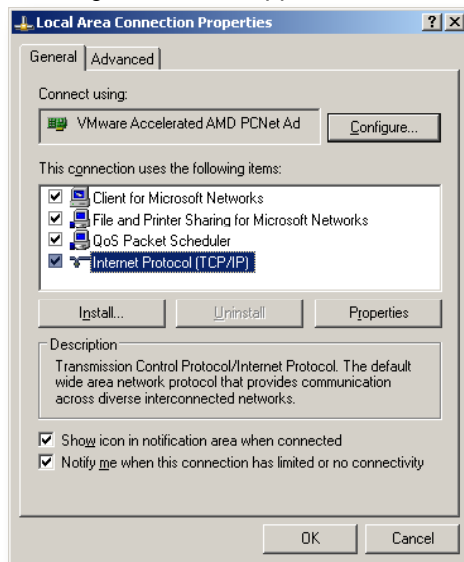 Local Area Connection Properties
General
Advanced
Connect using:
VMware Accelerated AMD PCNet Ad
Configure...
This connection uses the following items:
Client for Microsoft Networks
File and Printer Sharing for Microsoft Networks
QoS Packet Scheduler
Internet Protocol (TCP/IP)
Install...
Uninstall
Properties
Description
Transmission Control Protocol/Internet Protocol. The default
wide area network protocol that provides communication
across diverse interconnected networks.
Show icon in notification area when connected
Notify me when this connection has limited or no connectivity
OK
Cancel